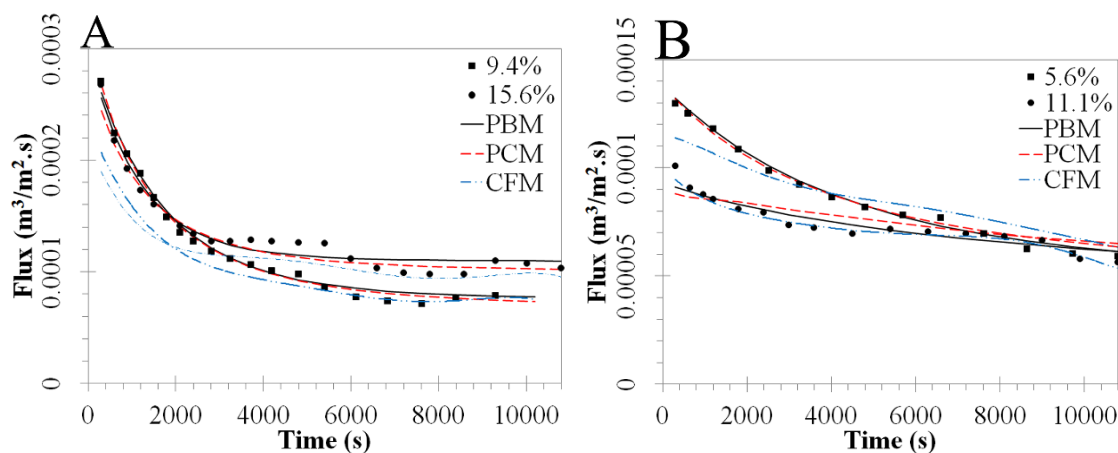 A
0.0003
0.0002
0.0001
0
Flux (m³/m².s)
9.4%
15.6%
PBM
PCM
CFM
0 2000 4000 6000 8000 10000
Time (s)
B
0.00015
0.0001
0.00005
0
Flux (m³/m².s)
5.6%
11.1%
PBM
PCM
CFM
0 2000 4000 6000 8000 10000
Time (s)